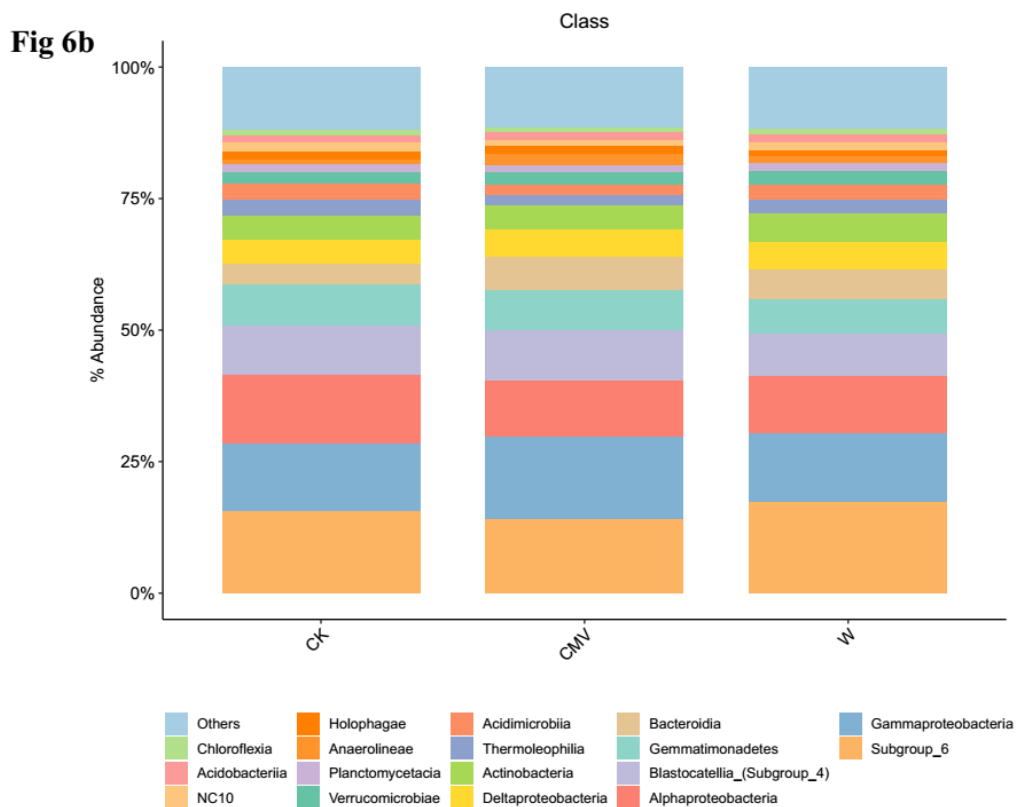 Class
Fig 6b
100%
75%
50%
25%
0%
% Abundance
CK
CMV
W
Others
Chloroflexia
Acidobacteriia
NC10
Holophagae
Anaerolineae
Planctomycetacia
Verrucomicrobiae
Acidimicrobiia
Thermoleophilia
Actinobacteria
Deltaproteobacteria
Bacteroidia
Gemmatimonadetes
Blastocatellia_(Subgroup_4)
Alphaproteobacteria
Gammaproteobacteria
Subgroup_6